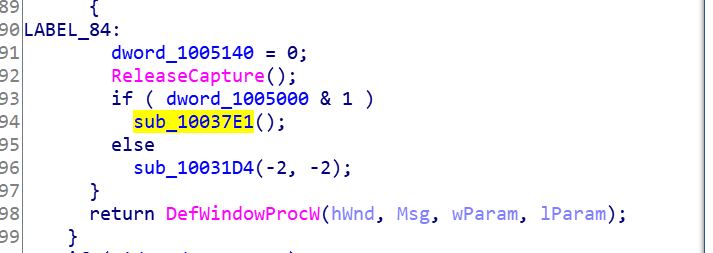 89 {
90 LABEL_84:
91 dword_1005140 = 0;
92 ReleaseCapture();
93 if ( dword_1005000 & 1 )
94 sub_10037E1();
95 else
96 sub_10031D4(-2, -2);
97 }
98 return DefWindowProcW(hWnd, Msg, wParam, lParam);
99 }